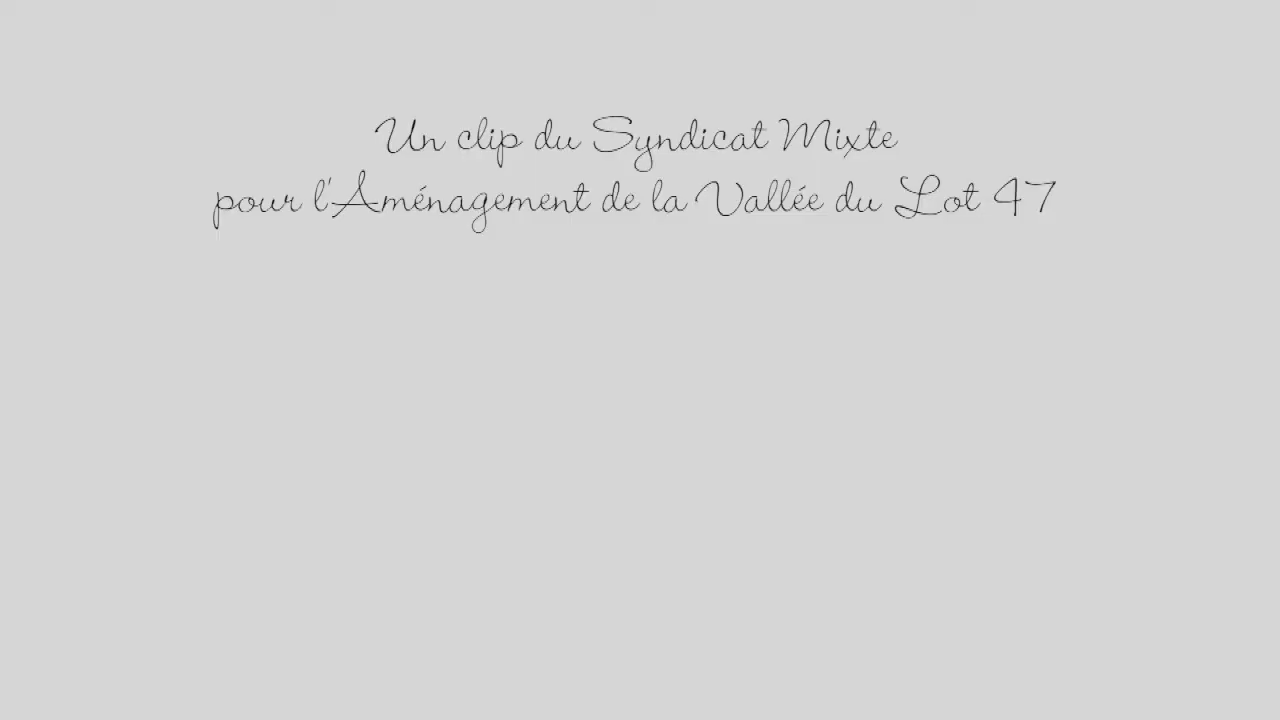 Un clip du Syndicat Mixte
pour l'Aménagement de la Vallée du Lot 47